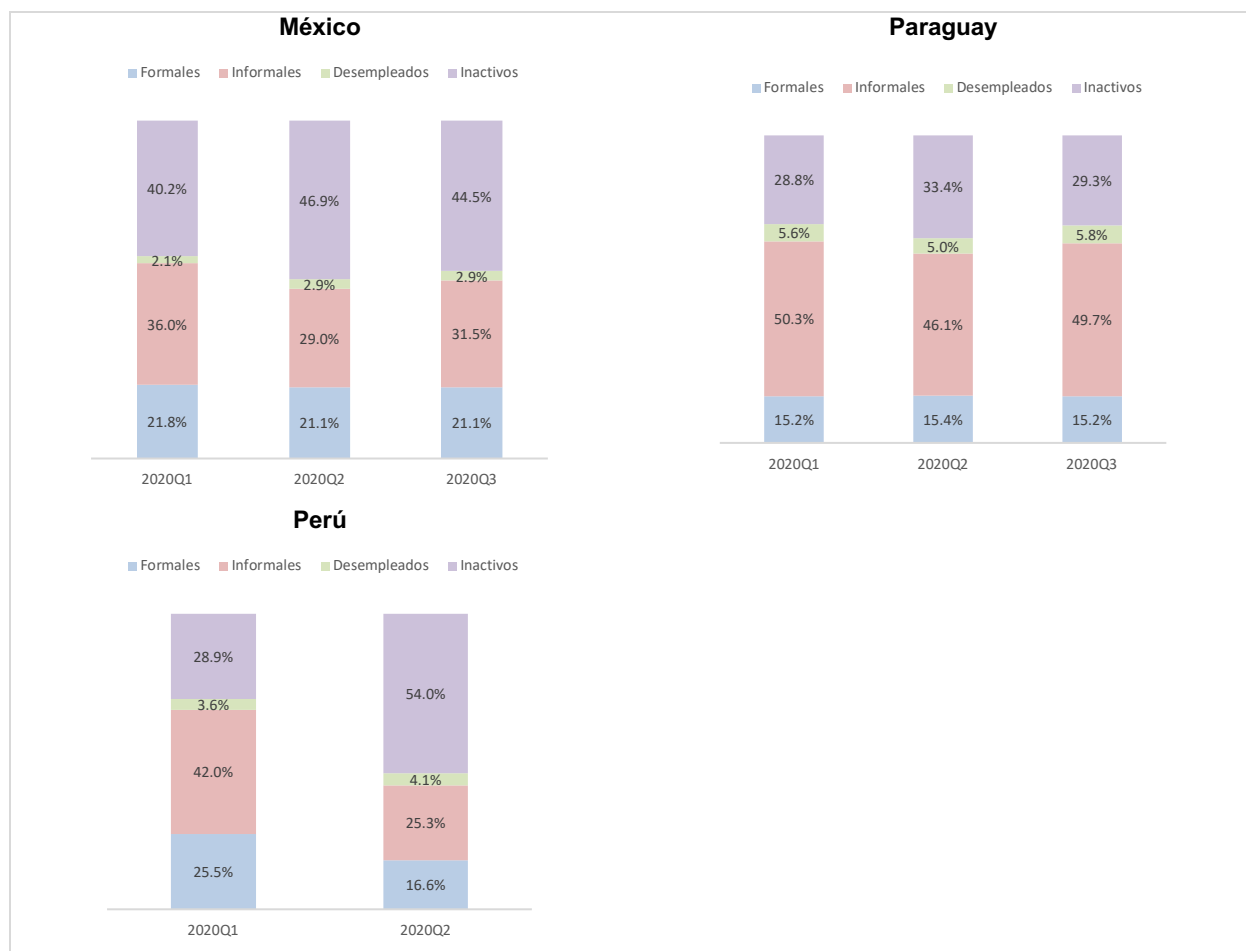 México
Formales Informales Desempleados Inactivos
40.2% 46.9% 44.5%
2.1% 2.9% 2.9%
36.0% 29.0% 31.5%
21.8% 21.1% 21.1%
2020Q1 2020Q2 2020Q3
Paraguay
Formales Informales Desempleados Inactivos
28.8% 33.4% 29.3%
5.6% 5.0% 5.8%
50.3% 46.1% 49.7%
15.2% 15.4% 15.2%
2020Q1 2020Q2 2020Q3
Perú
Formales Informales Desempleados Inactivos
28.9% 54.0%
3.6% 4.1%
42.0% 25.3%
25.5% 16.6%
2020Q1 2020Q2